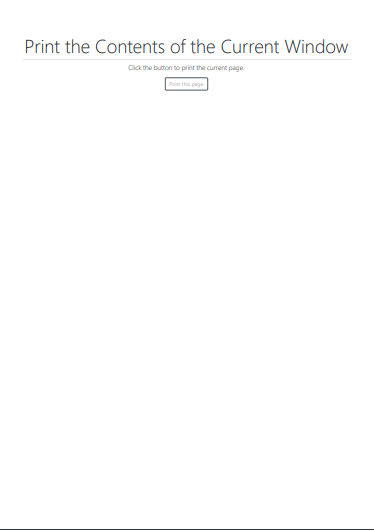 Print the Contents of the Current Window
Click the button to print the current page.
Print this page